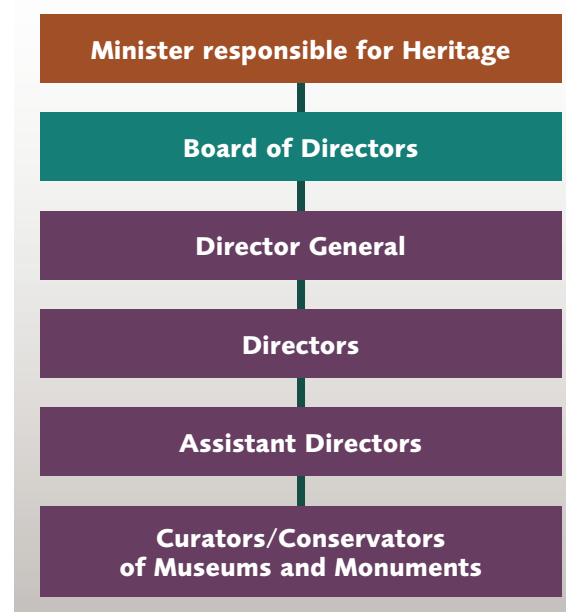 Minister responsible for Heritage
Board of Directors
Director General
Directors
Assistant Directors
Curators/Conservators
of Museums and Monuments